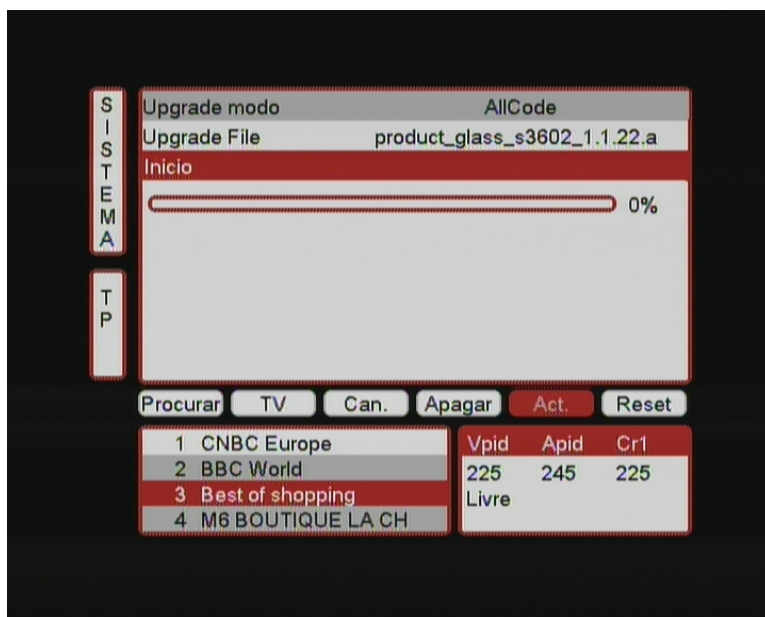 SISTEMA
TP
Upgrade modo AllCode
Upgrade File product_glass_s3602_1.1.22.a
Inicio
0%
Procurar TV Can. Apagar Act. Reset
1 CNBC Europe
2 BBC World
3 Best of shopping
4 M6 BOUTIQUE LA CH
Vpid Apid Cr1
225 245 225
Livre